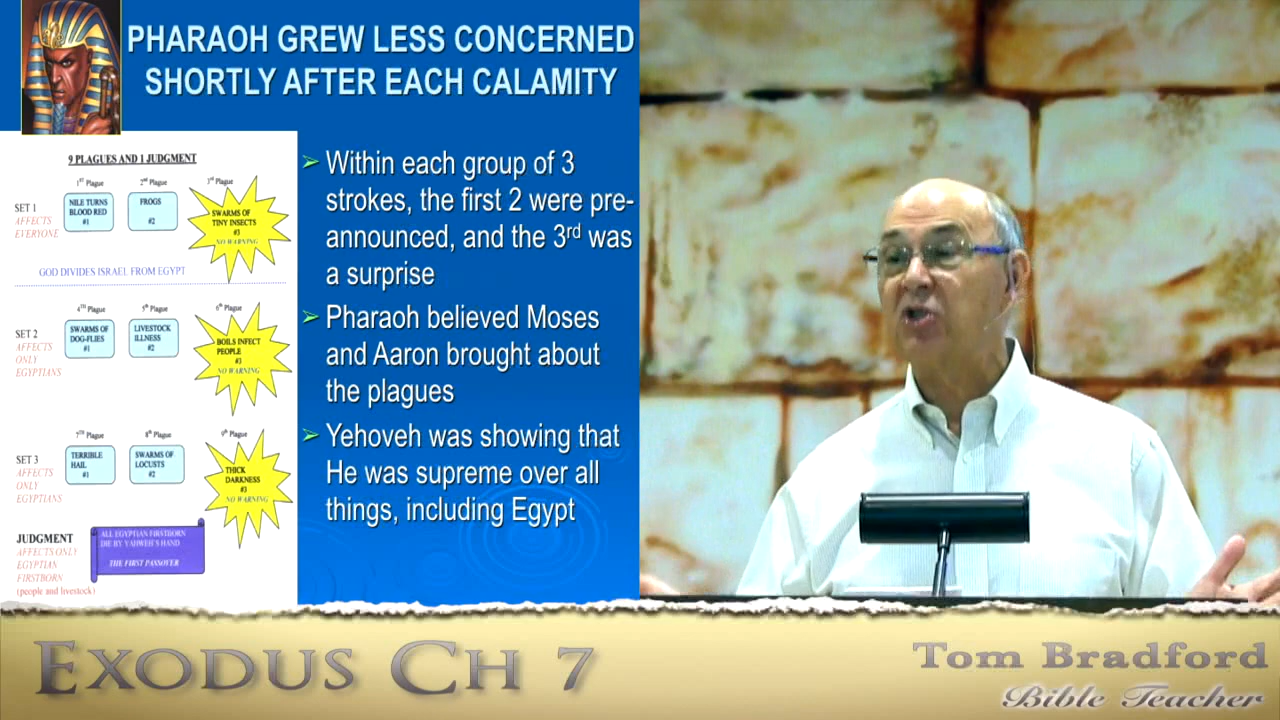 PHARAOH GREW LESS CONCERNED
SHORTLY AFTER EACH CALAMITY
9 PLAGUES AND 1 JUDGMENT
1ST Plague
2nd Plague
3rd Plague
SET 1
AFFECTS
EVERYONE
NILE TURNS
BLOOD RED
#1
FROGS
#2
SWARMS OF
TINY INSECTS
#3
NO WARNING
GOD DIVIDES ISRAEL FROM EGYPT
4TH Plague
5th Plague
6th Plague
SET 2
AFFECTS
ONLY
EGYPTIANS
SWARMS OF
DOG-FLIES
#1
LIVESTOCK
ILLNESS
#2
BOILS INFECT
PEOPLE
#3
NO WARNING
7TH Plague
8th Plague
9th Plague
SET 3
AFFECTS
ONLY
EGYPTIANS
TERRIBLE
HAIL
#1
SWARMS OF
LOCUSTS
#2
THICK
DARKNESS
#3
NO WARNING
JUDGMENT
AFFECTS ONLY
EGYPTIAN
FIRSTBORN
(people and livestock)
ALL EGYPTIAN FIRSTBORN
DIE BY YAHWEH'S HAND
THE FIRST PASSOVER
➢ Within each group of 3
strokes, the first 2 were pre-
announced, and the 3rd was
a surprise
➢ Pharaoh believed Moses
and Aaron brought about
the plagues
➢ Yehoveh was showing that
He was supreme over all
things, including Egypt
EXODUS CH 7
Tom Bradford
Bible Teacher